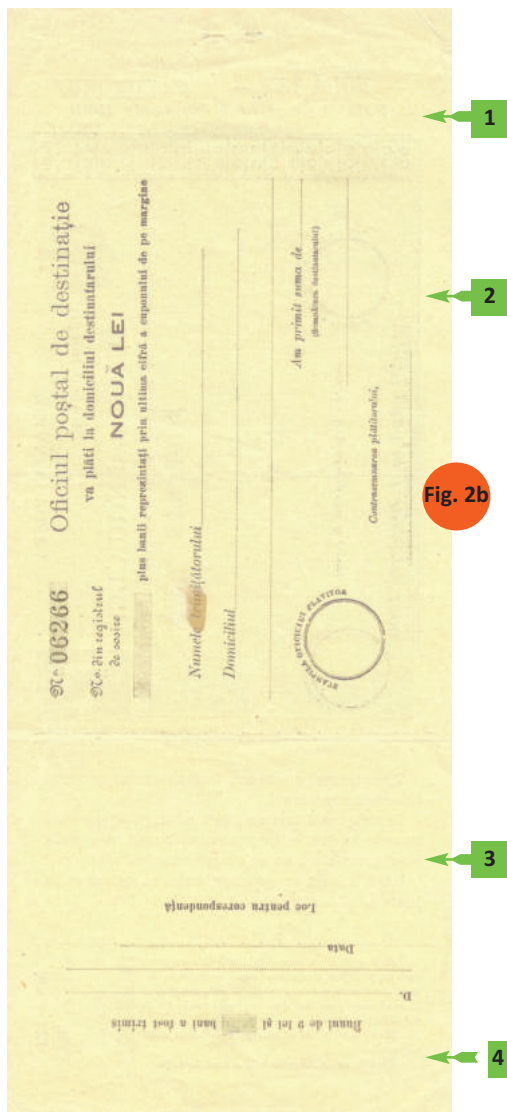 1
2
Fig. 2b
3
4
Nº 06266 Oficiul poştal de destinaţie
va plăti la domiciliul destinatarului
No. din registrul
de sosire
NOUĂ LEI
plus banii reprezintaţi prin ultima cifră a cuponului de pe margine
Numele
Domiciliul
Am primit suma de
(Semnătura destinatarului)
Contrasemnarea plătitorului,
STAMPILA OFICIULUI PLATITOR
Loc pentru corespondenţă
Data
D.
Bunul de 9 lei şi bani a fost trimis